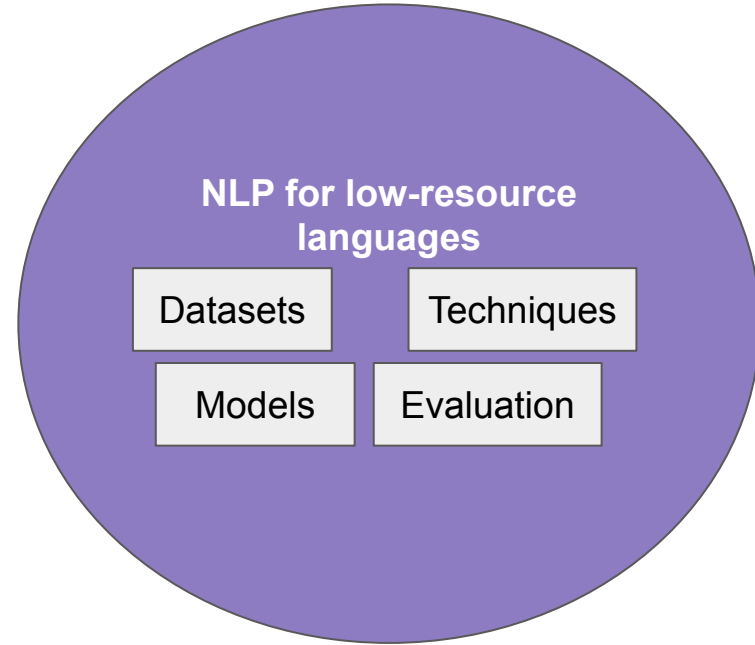 NLP for low-resource
languages
Datasets
Techniques
Models
Evaluation